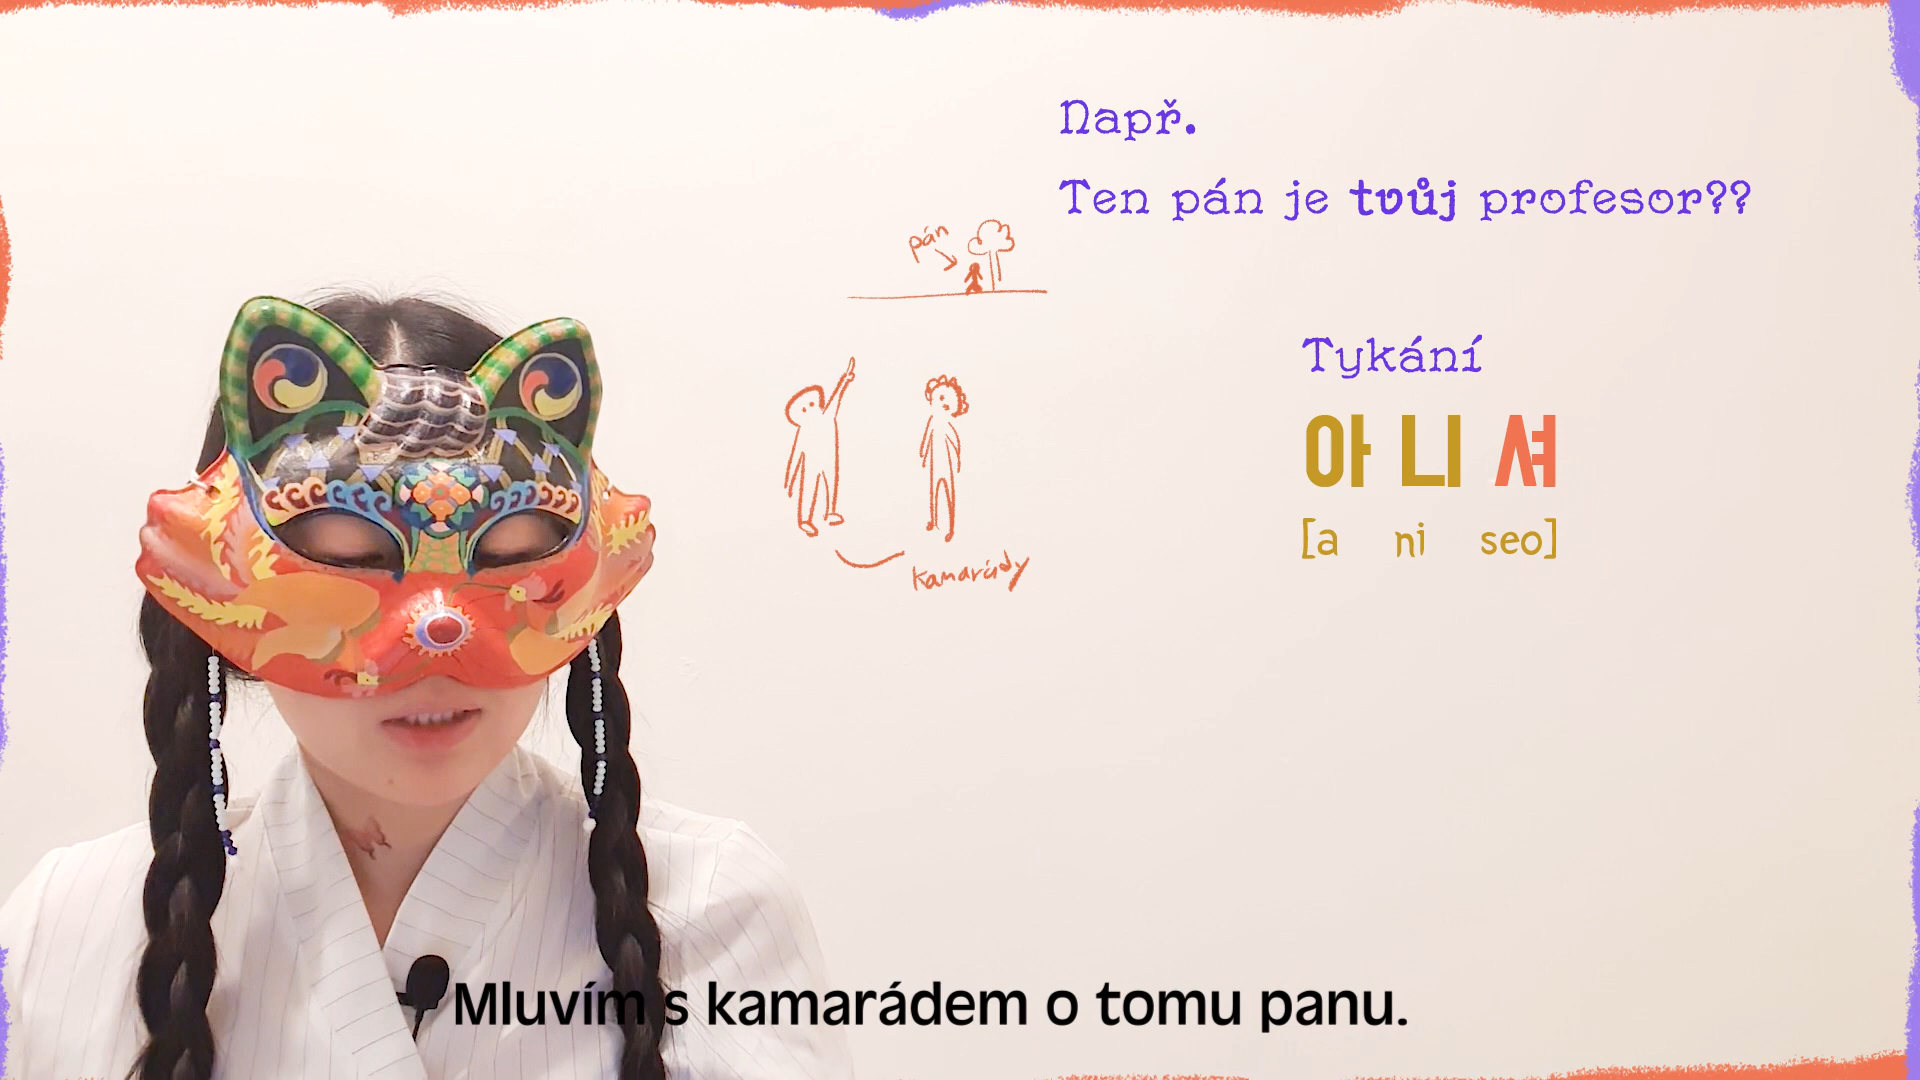 Např.
Ten pán je tvůj profesor??
pán
Tykání
아 니 셔
[a ni seo]
kamarády
Mluvím s kamarádem o tomu panu.